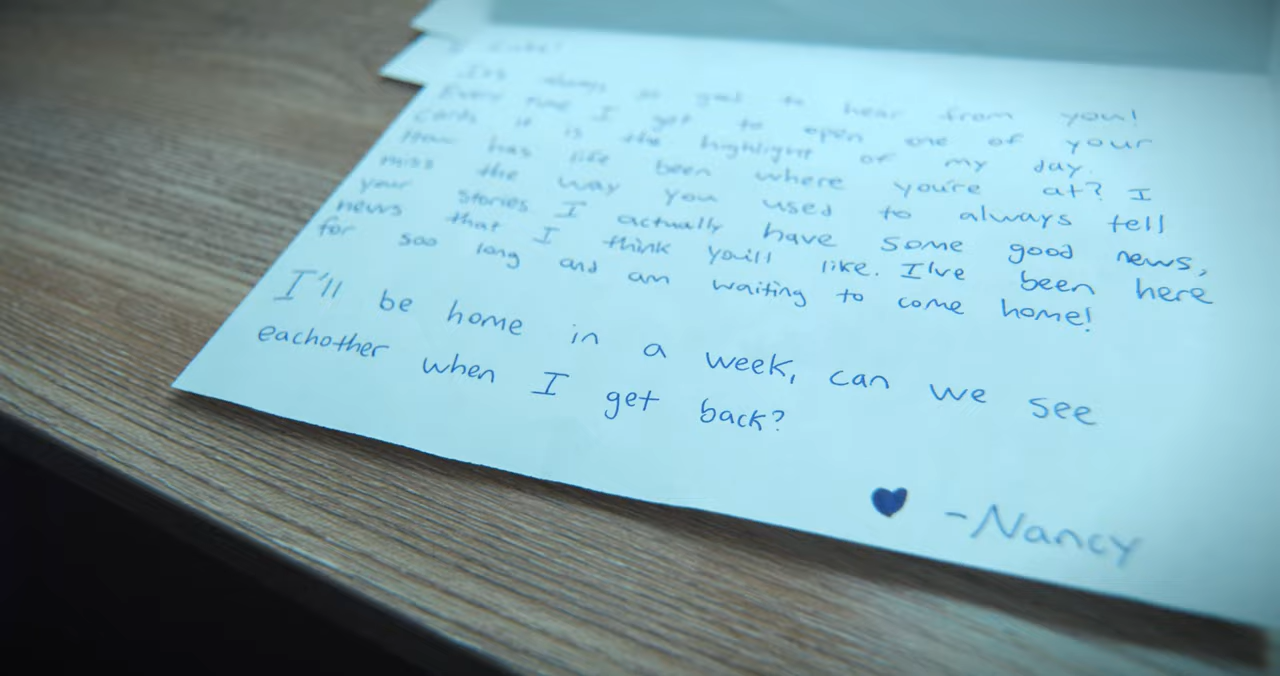 It's always so good to hear from you!
Every time I get to open one of your
cards it is the highlight of my day.
How has life been where you're at? I
miss the way you used to always tell
your stories I actually have some good news,
news that I think you'll like. I've been here
for soo long and am waiting to come home!
I'll be home in a week, can we see
eachother when I get back?
♥ -Nancy